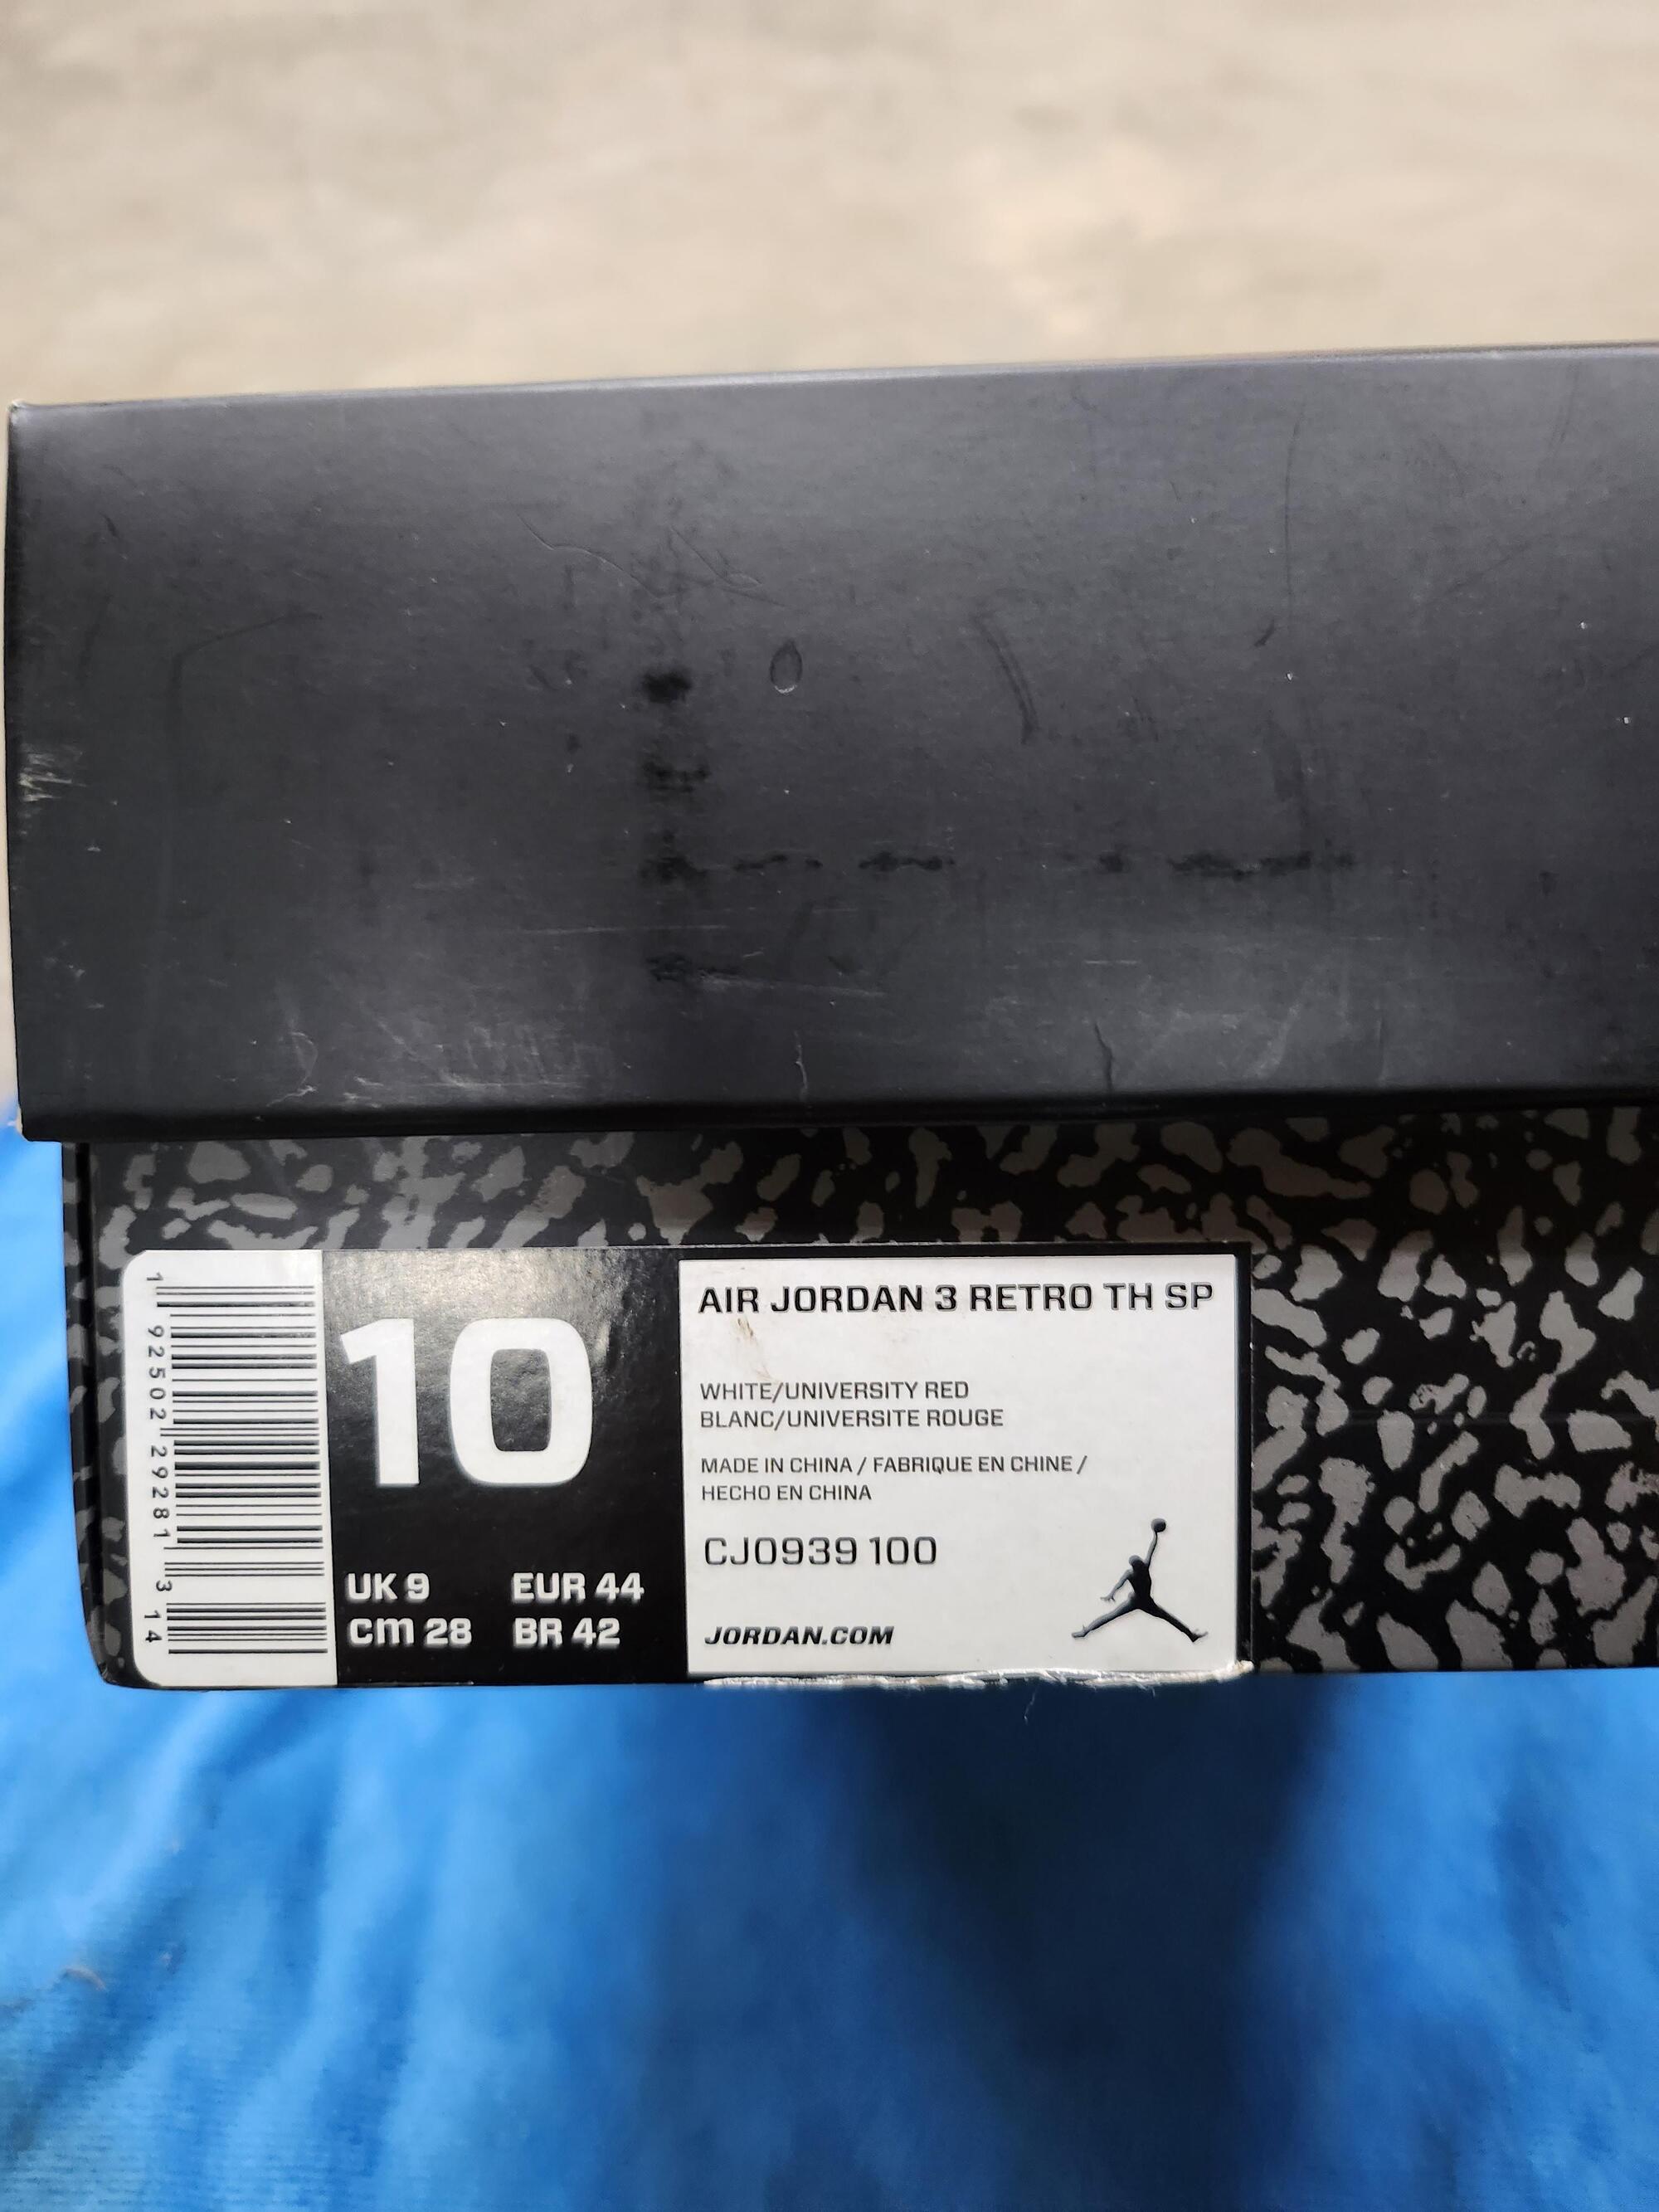 1 92502 29281 3 14
10
UK 9 EUR 44
cm 28 BR 42
AIR JORDAN 3 RETRO TH SP
WHITE/UNIVERSITY RED
BLANC/UNIVERSITE ROUGE
MADE IN CHINA / FABRIQUE EN CHINE /
HECHO EN CHINA
CJ0939 100
JORDAN.COM